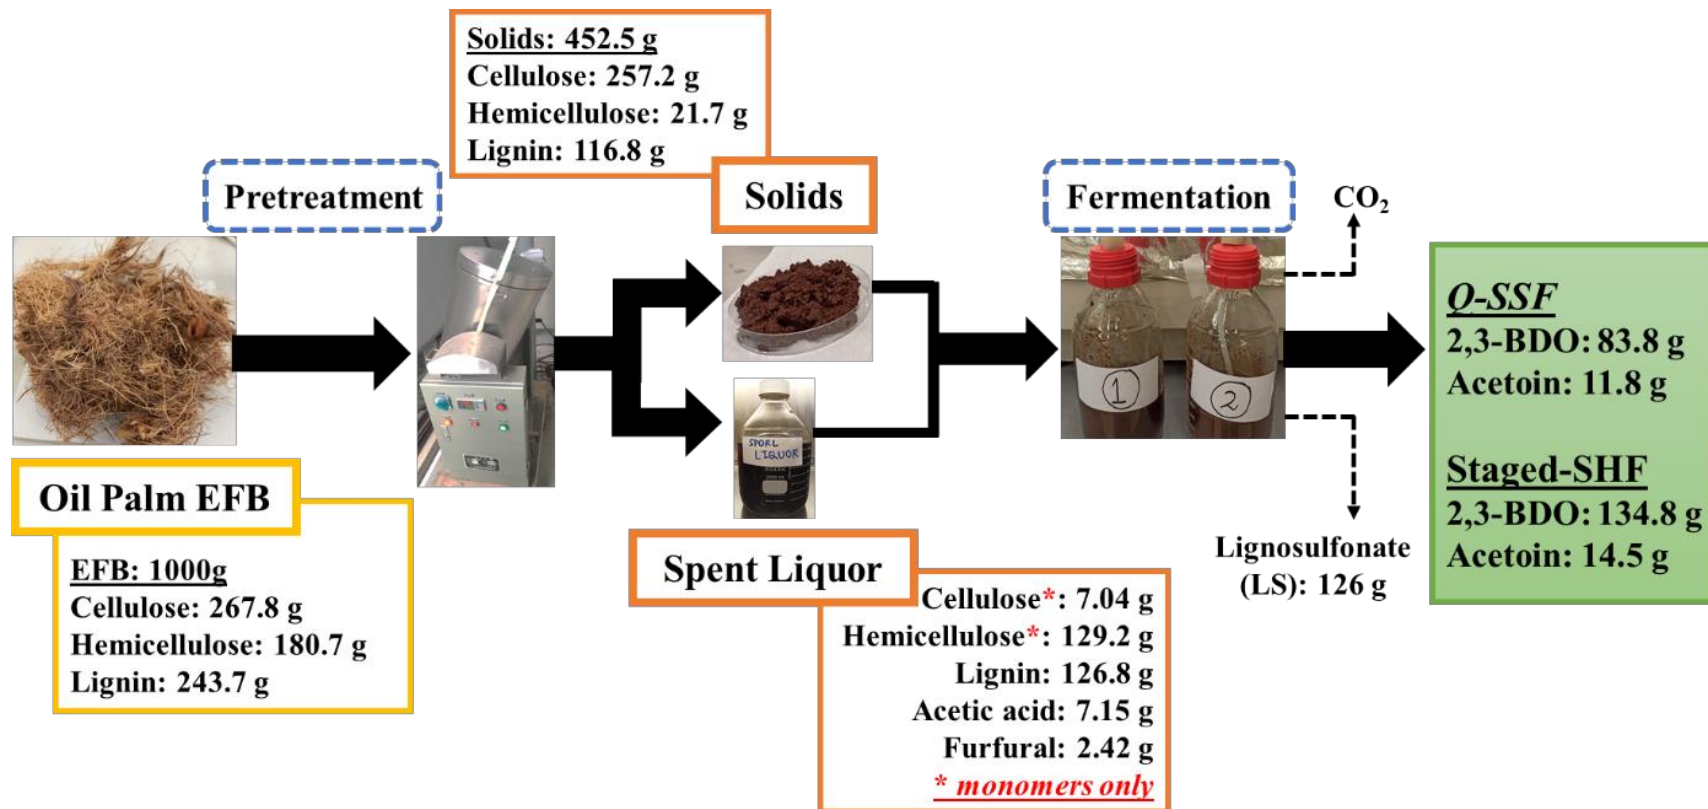 Solids: 452.5 g
Cellulose: 257.2 g
Hemicellulose: 21.7 g
Lignin: 116.8 g
Pretreatment
Solids
Fermentation
CO₂
Oil Palm EFB
EFB: 1000g
Cellulose: 267.8 g
Hemicellulose: 180.7 g
Lignin: 243.7 g
SPORL
LIQUOR
Spent Liquor
Cellulose*: 7.04 g
Hemicellulose*: 129.2 g
Lignin: 126.8 g
Acetic acid: 7.15 g
Furfural: 2.42 g
* monomers only
1
2
Lignosulfonate
(LS): 126 g
Q-SSF
2,3-BDO: 83.8 g
Acetoin: 11.8 g
Staged-SHF
2,3-BDO: 134.8 g
Acetoin: 14.5 g